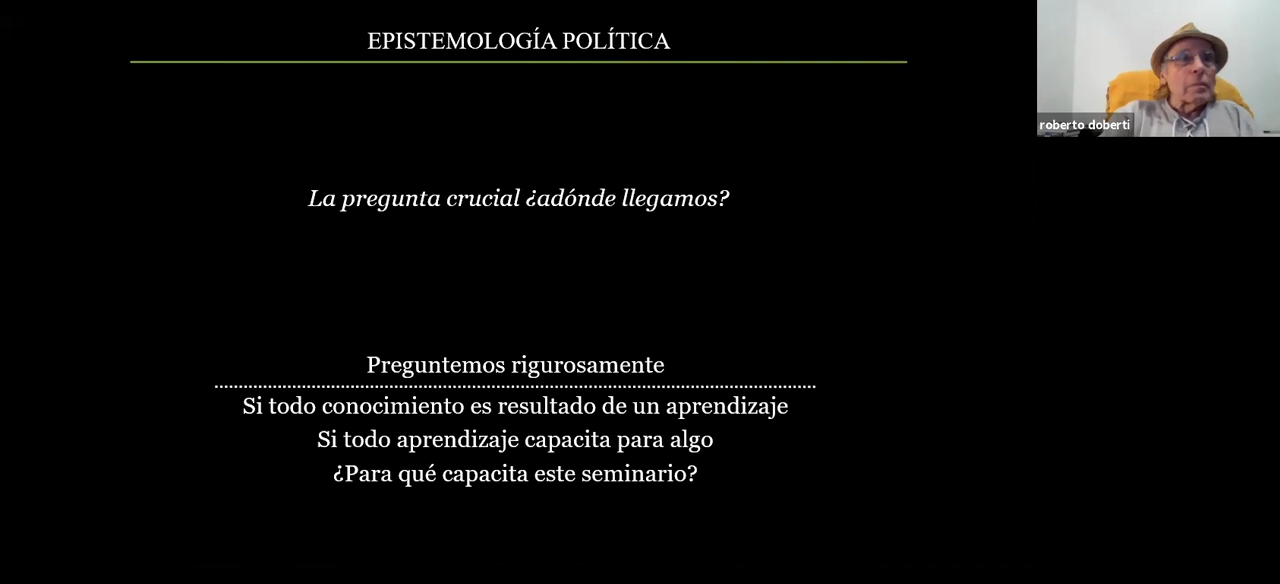 EPISTEMOLOGÍA POLÍTICA
roberto doberti
La pregunta crucial ¿adónde llegamos?
Preguntemos rigurosamente
Si todo conocimiento es resultado de un aprendizaje
Si todo aprendizaje capacita para algo
¿Para qué capacita este seminario?